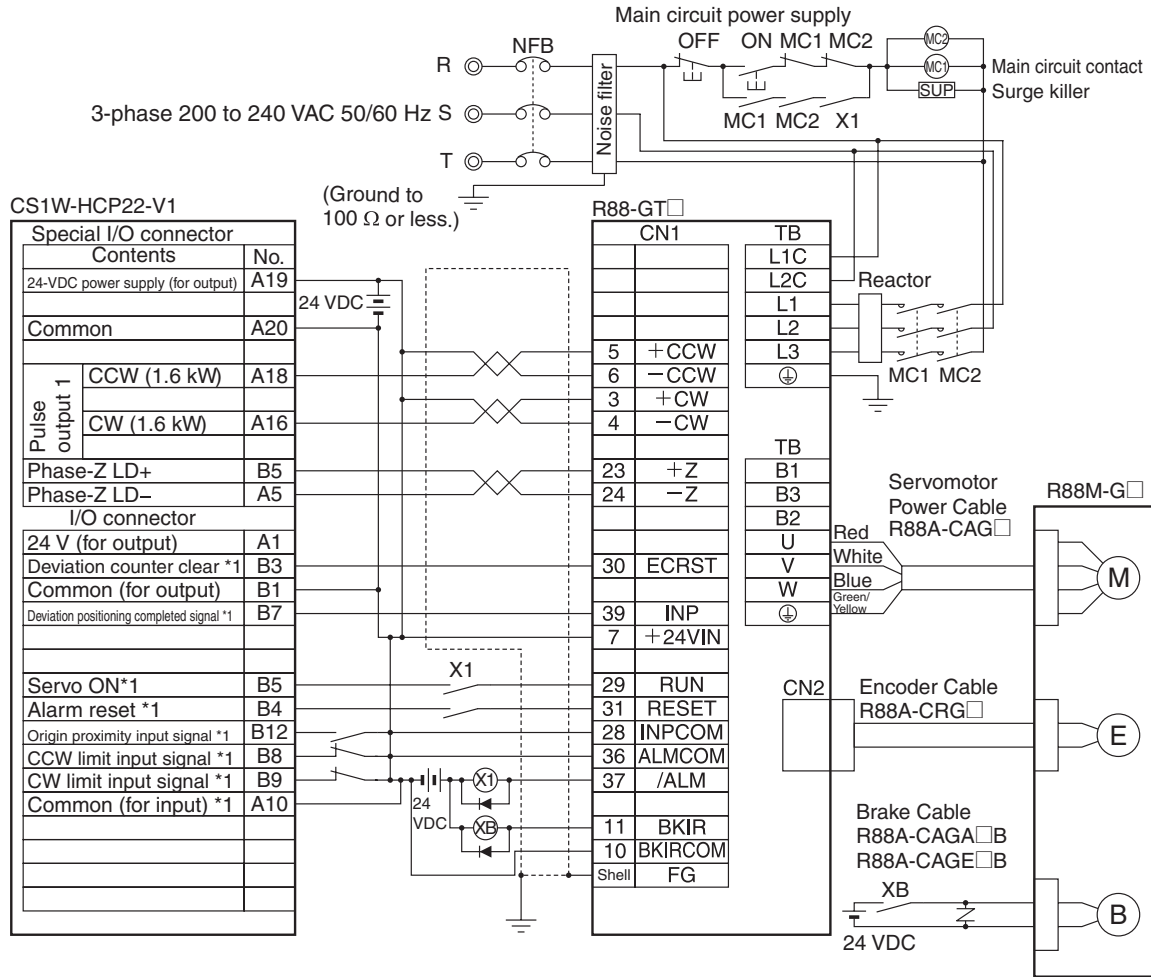 Main circuit power supply
NFB OFF ON MC1 MC2 MC2
R MC1 Main circuit contact
SUP Surge killer
3-phase 200 to 240 VAC 50/60 Hz S Noise filter MC1 MC2 X1
T
(Ground to
100 Ω or less.)
CS1W-HCP22-V1
Special I/O connector
Contents No.
24-VDC power supply (for output) A19
24 VDC
Common A20
Pulse output 1
CCW (1.6 kW) A18
CW (1.6 kW) A16
Phase-Z LD+ B5
Phase-Z LD− A5
I/O connector
24 V (for output) A1
Deviation counter clear *1 B3
Common (for output) B1
Deviation positioning completed signal *1 B7
Servo ON*1 B5
Alarm reset *1 B4
Origin proximity input signal *1 B12
CCW limit input signal *1 B8
CW limit input signal *1 B9
Common (for input) *1 A10
X1
24
VDC
X1
XB
R88-GT□
CN1
5 +CCW
6 −CCW
3 +CW
4 −CW
23 +Z
24 −Z
30 ECRST
39 INP
7 +24VIN
29 RUN
31 RESET
28 INPCOM
36 ALMCOM
37 /ALM
11 BKIR
10 BKIRCOM
Shell FG
TB
L1C
L2C
L1
L2
L3
Reactor
MC1 MC2
TB
B1
B3
B2
U
V
W
Red
White
Blue
Green/
Yellow
Servomotor
Power Cable
R88A-CAG□
R88M-G□
M
CN2
Encoder Cable
R88A-CRG□
E
Brake Cable
R88A-CAGA□B
R88A-CAGE□B
XB
24 VDC
B